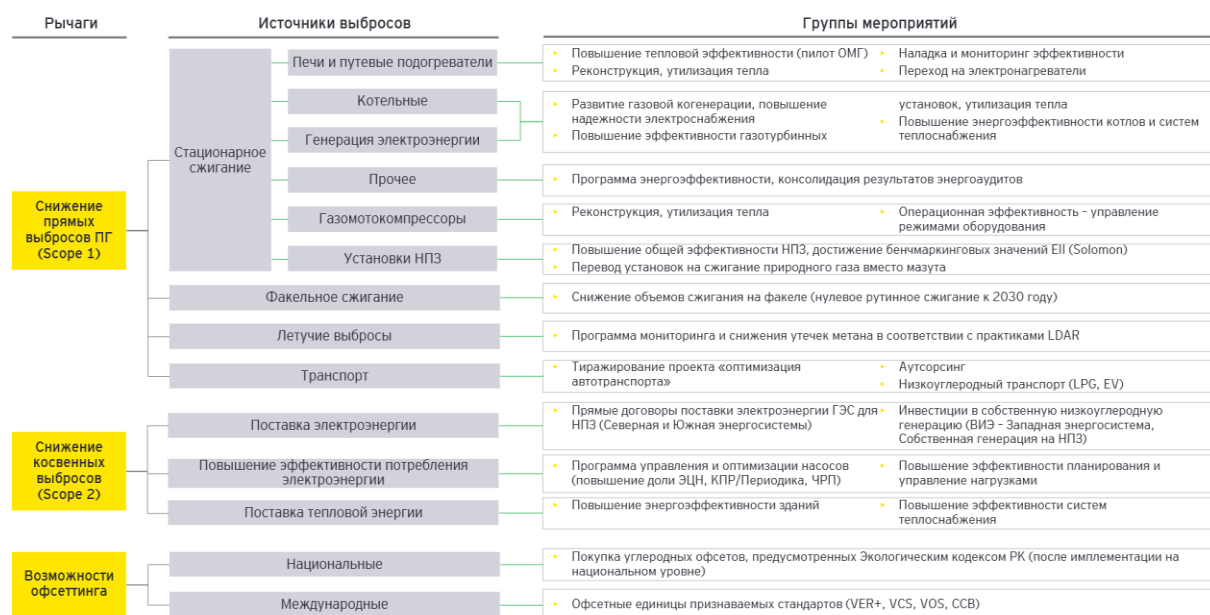 Рычаги
Источники выбросов
Группы мероприятий
Снижение
прямых
выбросов ПГ
(Scope 1)
Стационарное
сжигание
Печи и путевые подогреватели
Повышение тепловой эффективности (пилот ОМГ)
Реконструкция, утилизация тепла
Наладка и мониторинг эффективности
Переход на электронагреватели
Котельные
Генерация электроэнергии
Развитие газовой когенерации, повышение
надежности электроснабжения
Повышение эффективности газотурбинных
установок, утилизация тепла
Повышение энергоэффективности котлов и систем
теплоснабжения
Прочее
Программа энергоэффективности, консолидация результатов энергоаудитов
Газомотокомпрессоры
Реконструкция, утилизация тепла
Операционная эффективность – управление
режимами оборудования
Установки НПЗ
Повышение общей эффективности НПЗ, достижение бенчмаркинговых значений EII (Solomon)
Перевод установок на сжигание природного газа вместо мазута
Факельное сжигание
Снижение объемов сжигания на факеле (нулевое рутинное сжигание к 2030 году)
Летучие выбросы
Программа мониторинга и снижения утечек метана в соответствии с практиками LDAR
Транспорт
Тиражирование проекта «оптимизация
автотранспорта»
Аутсорсинг
Низкоуглеродный транспорт (LPG, EV)
Снижение
косвенных
выбросов
(Scope 2)
Поставка электроэнергии
Прямые договоры поставки электроэнергии ГЭС для
НПЗ (Северная и Южная энергосистемы)
Инвестиции в собственную низкоуглеродную
генерацию (ВИЭ – Западная энергосистема,
Собственная генерация на НПЗ)
Повышение эффективности потребления
электроэнергии
Программа управления и оптимизации насосов
(повышение доли ЭЦН, КПР/Периодика, ЧРП)
Повышение эффективности планирования и
управление нагрузками
Поставка тепловой энергии
Повышение энергоэффективности зданий
Повышение эффективности систем
теплоснабжения
Возможности
офсеттинга
Национальные
Покупка углеродных офсетов, предусмотренных Экологическим кодексом РК (после имплементации на
национальном уровне)
Международные
Офсетные единицы признаваемых стандартов (VER+, VCS, VOS, CCB)